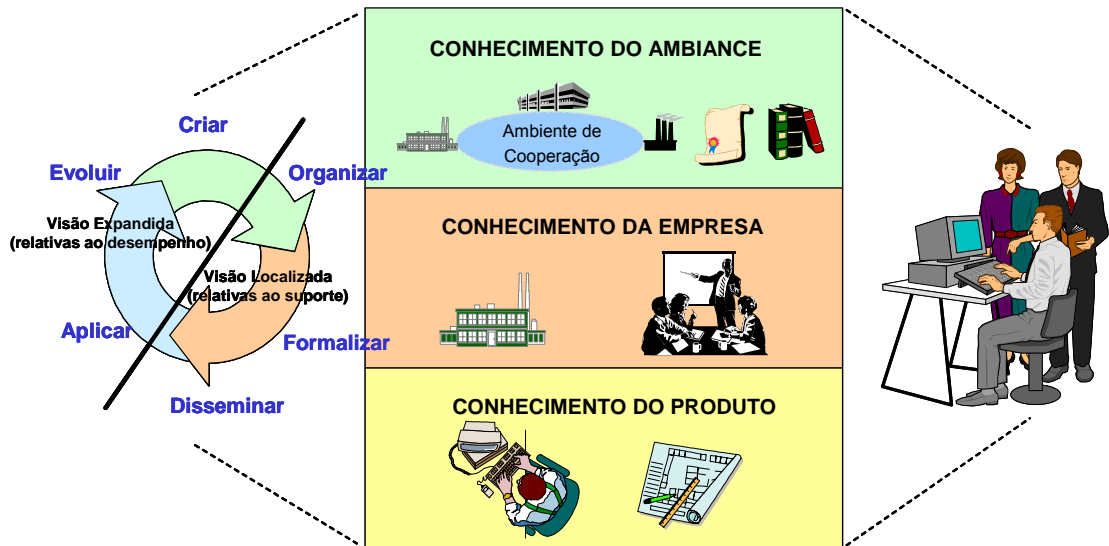 Criar
Evoluir
Organizar
Visão Expandida
(relativas ao desempenho)
Visão Localizada
(relativas ao suporte)
Aplicar
Formalizar
Disseminar
CONHECIMENTO DO AMBIANCE
Ambiente de
Cooperação
CONHECIMENTO DA EMPRESA
CONHECIMENTO DO PRODUTO